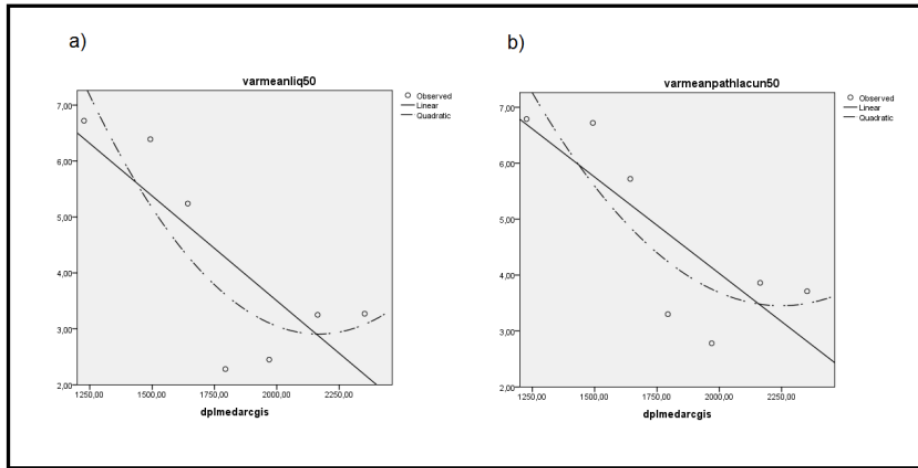 a)
varmeanliq50
Observed
Linear
Quadratic
7,00
6,00
5,00
4,00
3,00
2,00
1250,00 1500,00 1750,00 2000,00 2250,00
dplmedarcgis
b)
varmeanpathlacun50
Observed
Linear
Quadratic
7,00
6,00
5,00
4,00
3,00
2,00
1250,00 1500,00 1750,00 2000,00 2250,00
dplmedarcgis